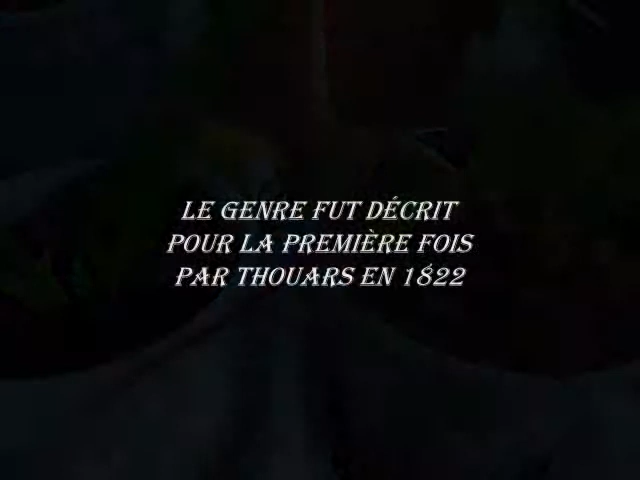 LE GENRE FUT DÉCRIT
POUR LA PREMIÈRE FOIS
PAR THOUARS EN 1822